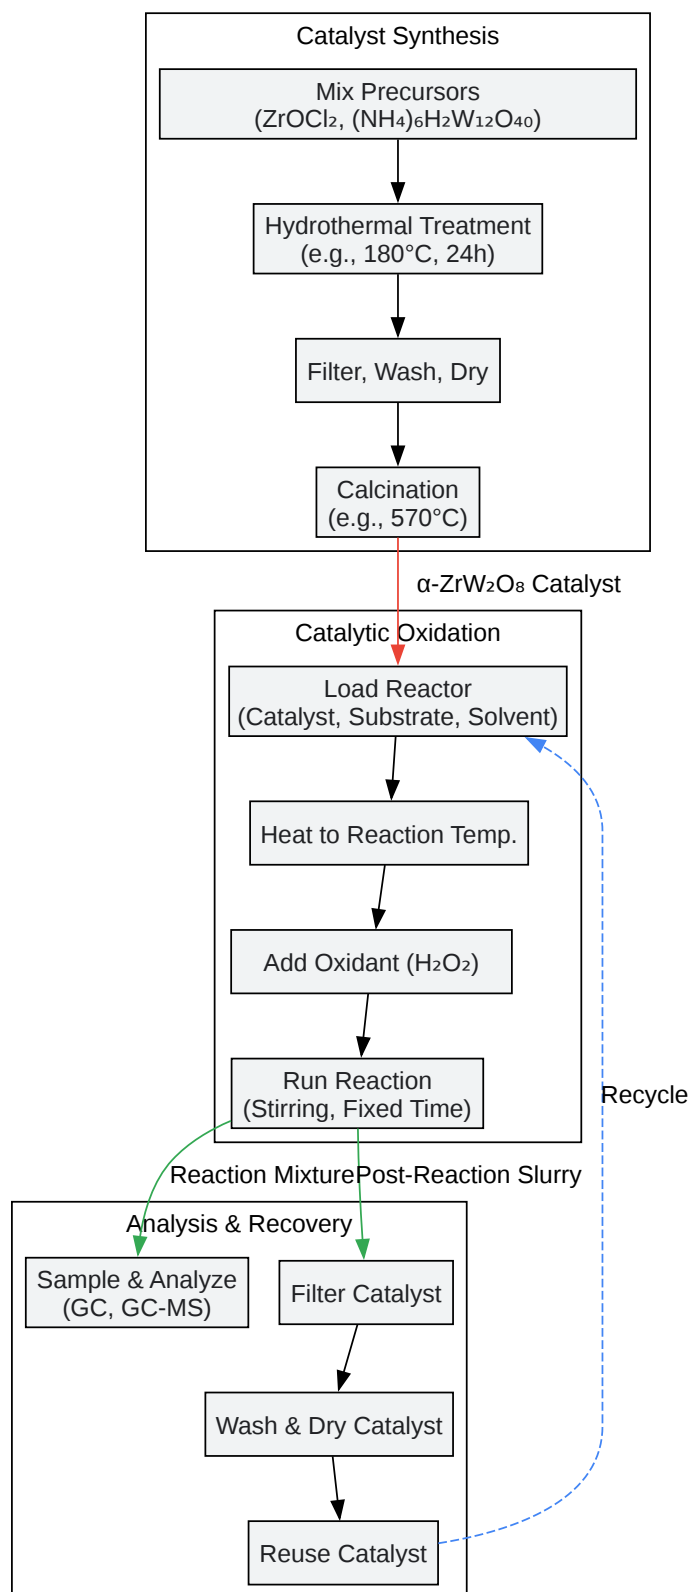 Catalyst Synthesis
Mix Precursors
(ZrOCl₂, (NH₄)₆H₂W₁₂O₄₀)
Hydrothermal Treatment
(e.g., 180°C, 24h)
Filter, Wash, Dry
Calcination
(e.g., 570°C)
α-ZrW₂O₈ Catalyst
Catalytic Oxidation
Load Reactor
(Catalyst, Substrate, Solvent)
Heat to Reaction Temp.
Add Oxidant (H₂O₂)
Run Reaction
(Stirring, Fixed Time)
Recycle
Reaction Mixture
Post-Reaction Slurry
Analysis & Recovery
Sample & Analyze
(GC, GC-MS)
Filter Catalyst
Wash & Dry Catalyst
Reuse Catalyst